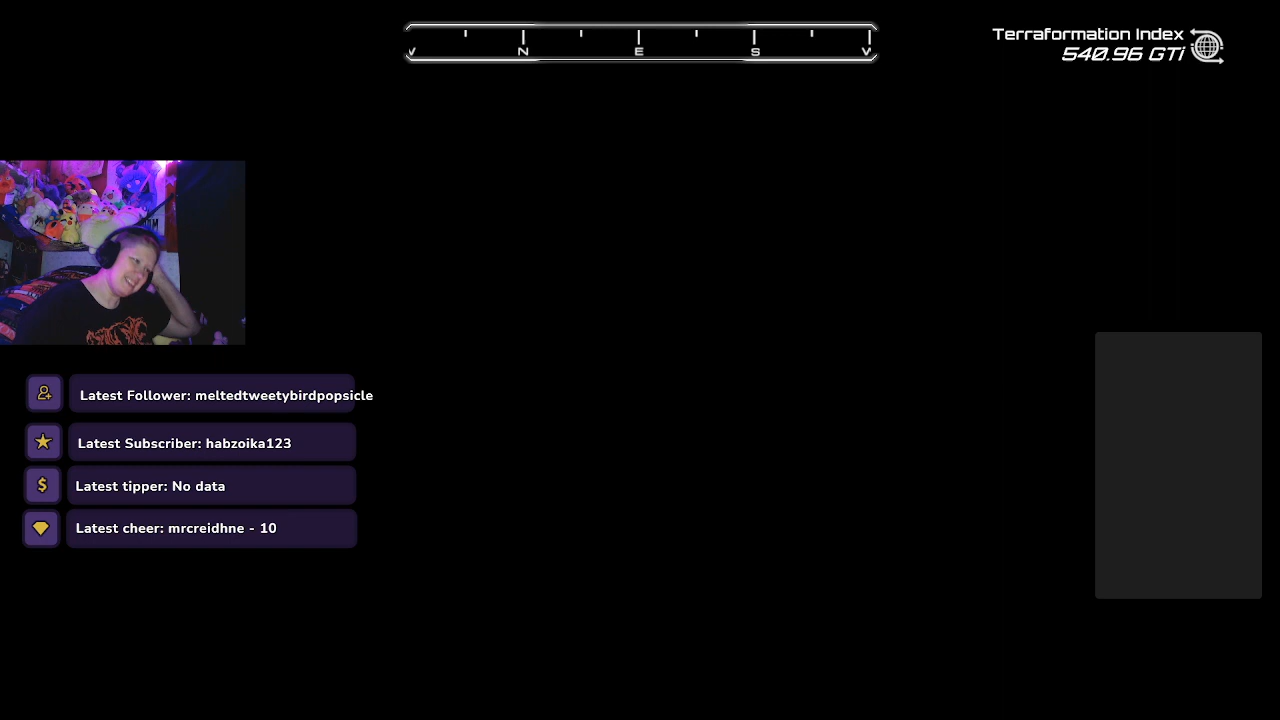 N E S
Terraformation Index
540.96 GTi
Latest Follower: meltedtweetybirdpopsicle
Latest Subscriber: habzoika123
Latest tipper: No data
Latest cheer: mrcreidhne - 10